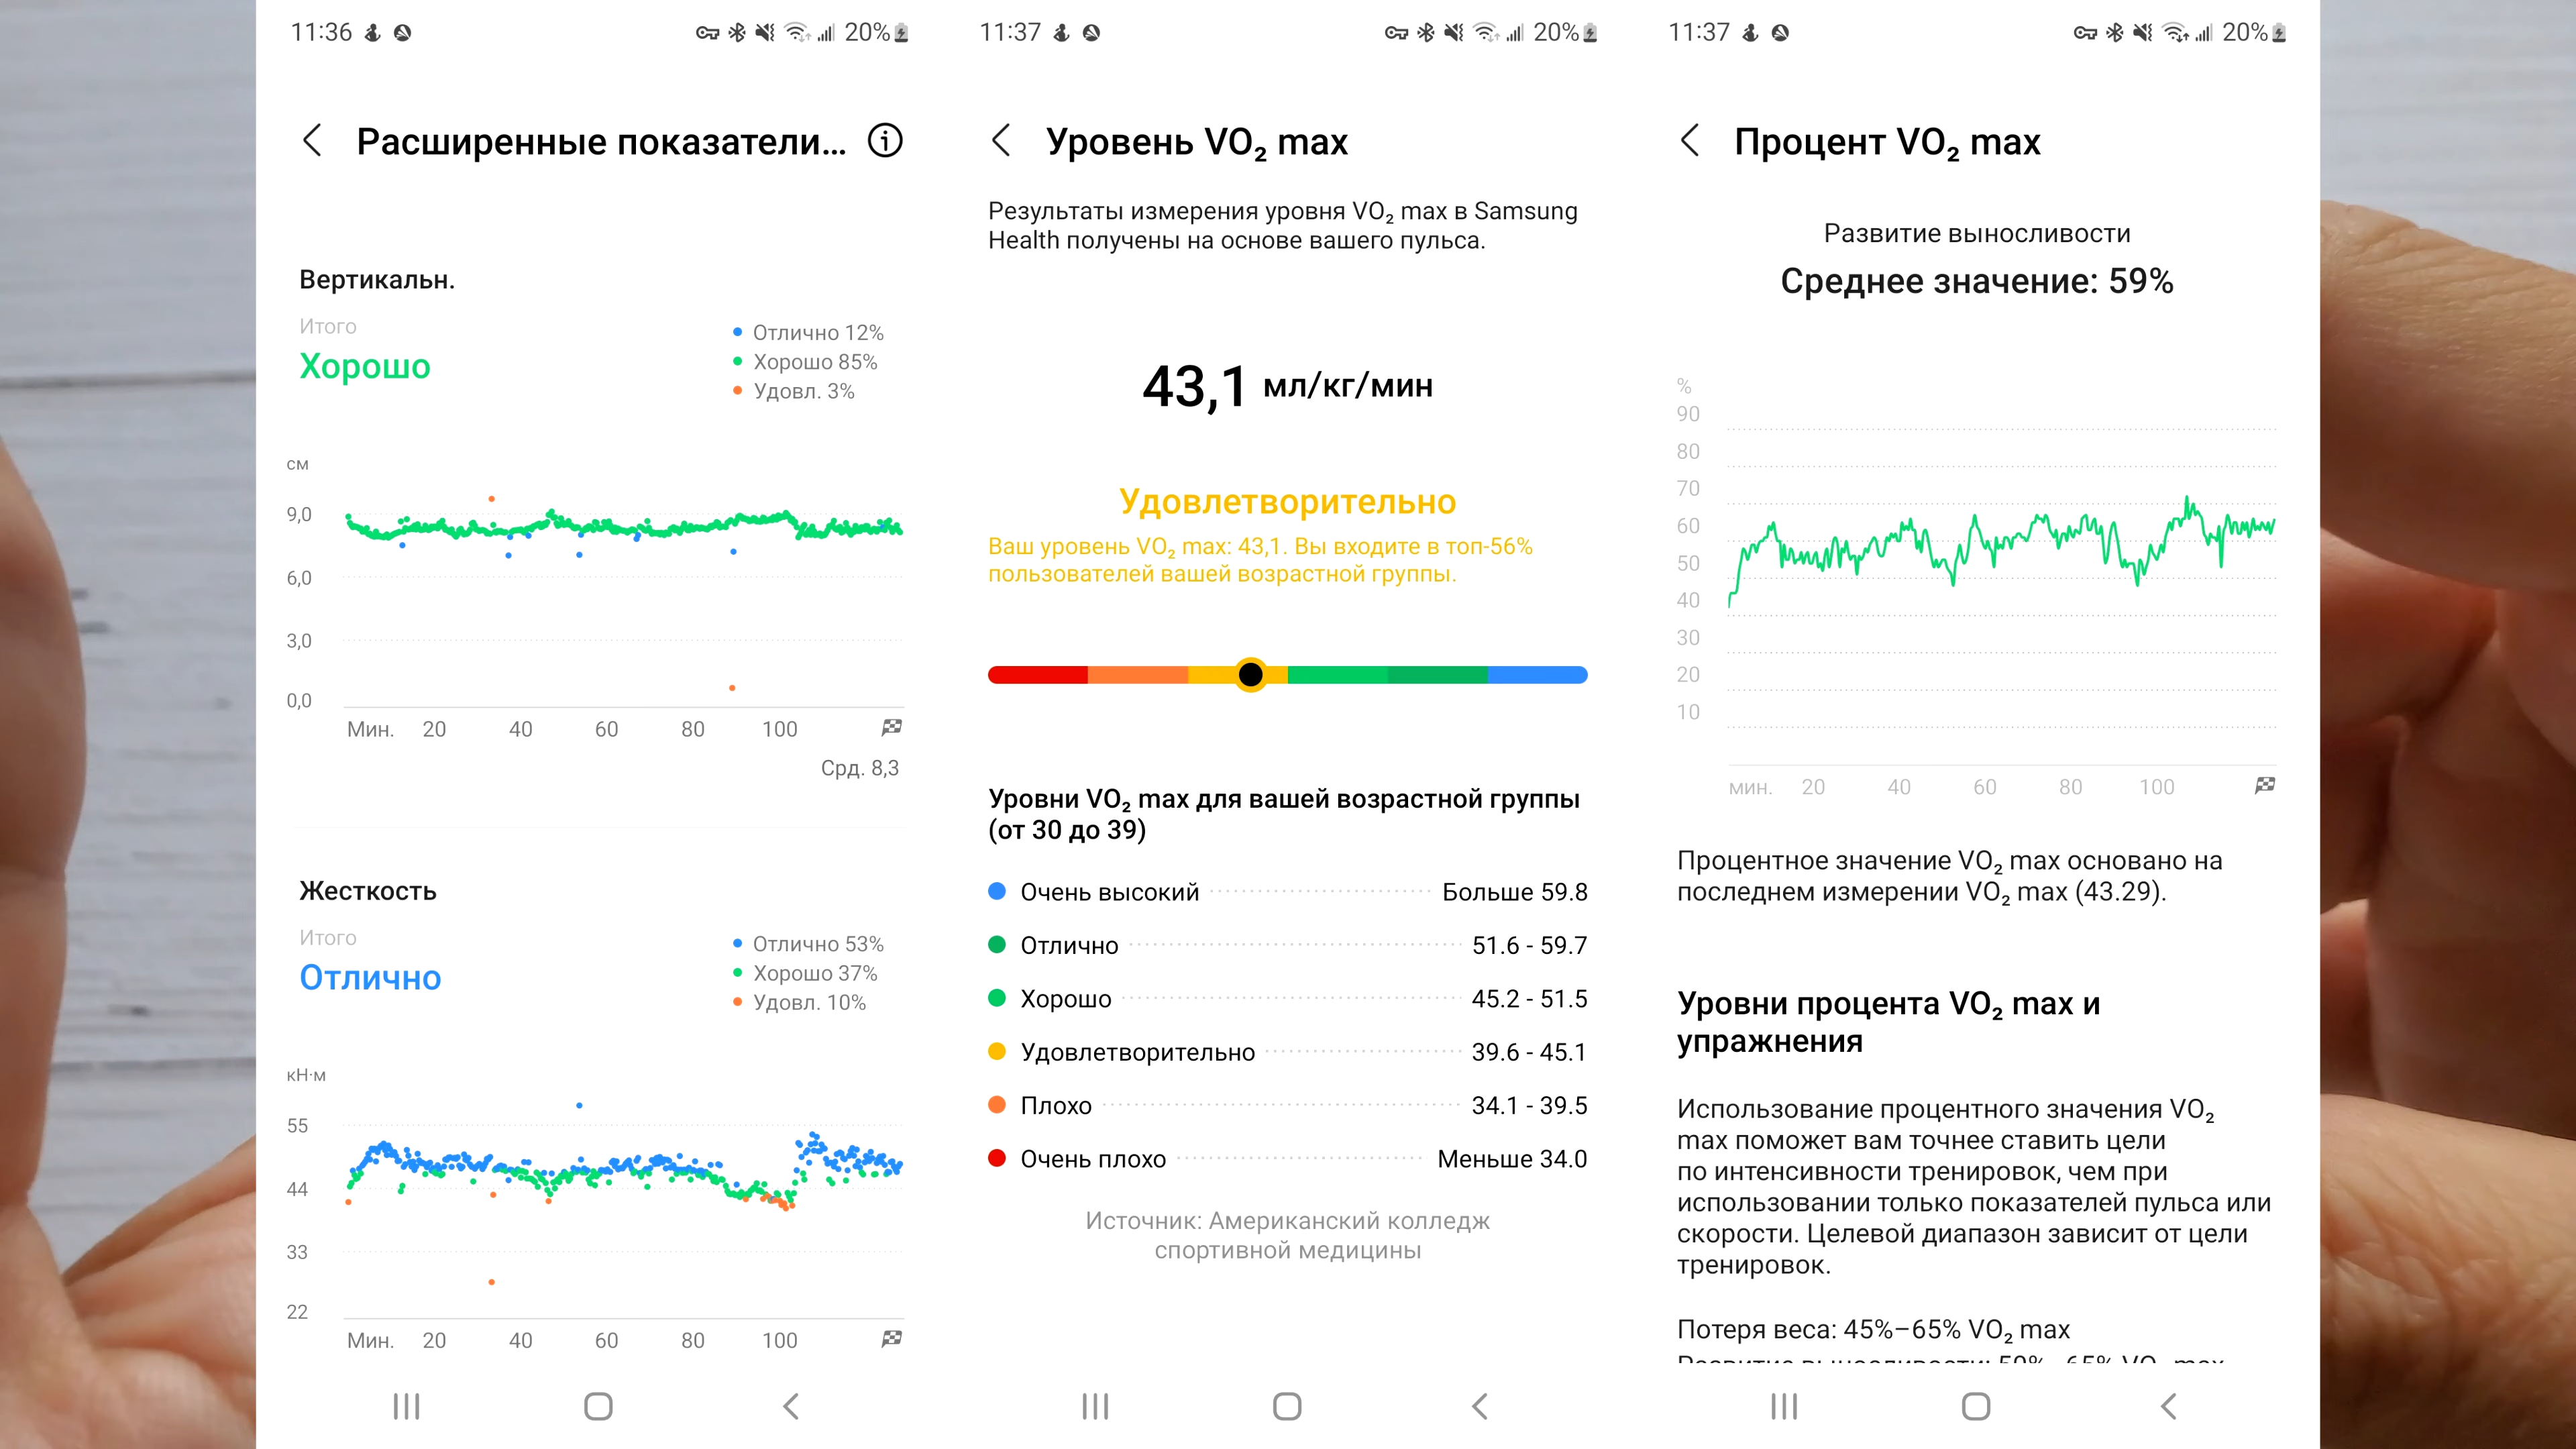 11:36
20%
Расширенные показатели...
Вертикальн.
Итого
Хорошо
Отлично 12%
Хорошо 85%
Удовл. 3%
см
9,0
6,0
3,0
0,0
Мин. 20 40 60 80 100
Срд. 8,3
Жесткость
Итого
Отлично
Отлично 53%
Хорошо 37%
Удовл. 10%
кН·м
55
44
33
22
Мин. 20 40 60 80 100
11:37
20%
Уровень VO₂ max
Результаты измерения уровня VO₂ max в Samsung
Health получены на основе вашего пульса.
43,1 мл/кг/мин
Удовлетворительно
Ваш уровень VO₂ max: 43,1. Вы входите в топ-56%
пользователей вашей возрастной группы.
Уровни VO₂ max для вашей возрастной группы
(от 30 до 39)
Очень высокий Больше 59.8
Отлично 51.6 - 59.7
Хорошо 45.2 - 51.5
Удовлетворительно 39.6 - 45.1
Плохо 34.1 - 39.5
Очень плохо Меньше 34.0
Источник: Американский колледж
спортивной медицины
11:37
20%
Процент VO₂ max
Развитие выносливости
Среднее значение: 59%
%
90
80
70
60
50
40
30
20
10
мин. 20 40 60 80 100
Процентное значение VO₂ max основано на
последнем измерении VO₂ max (43.29).
Уровни процента VO₂ max и
упражнения
Использование процентного значения VO₂
max поможет вам точнее ставить цели
по интенсивности тренировок, чем при
использовании только показателей пульса или
скорости. Целевой диапазон зависит от цели
тренировок.
Потеря веса: 45%–65% VO₂ max